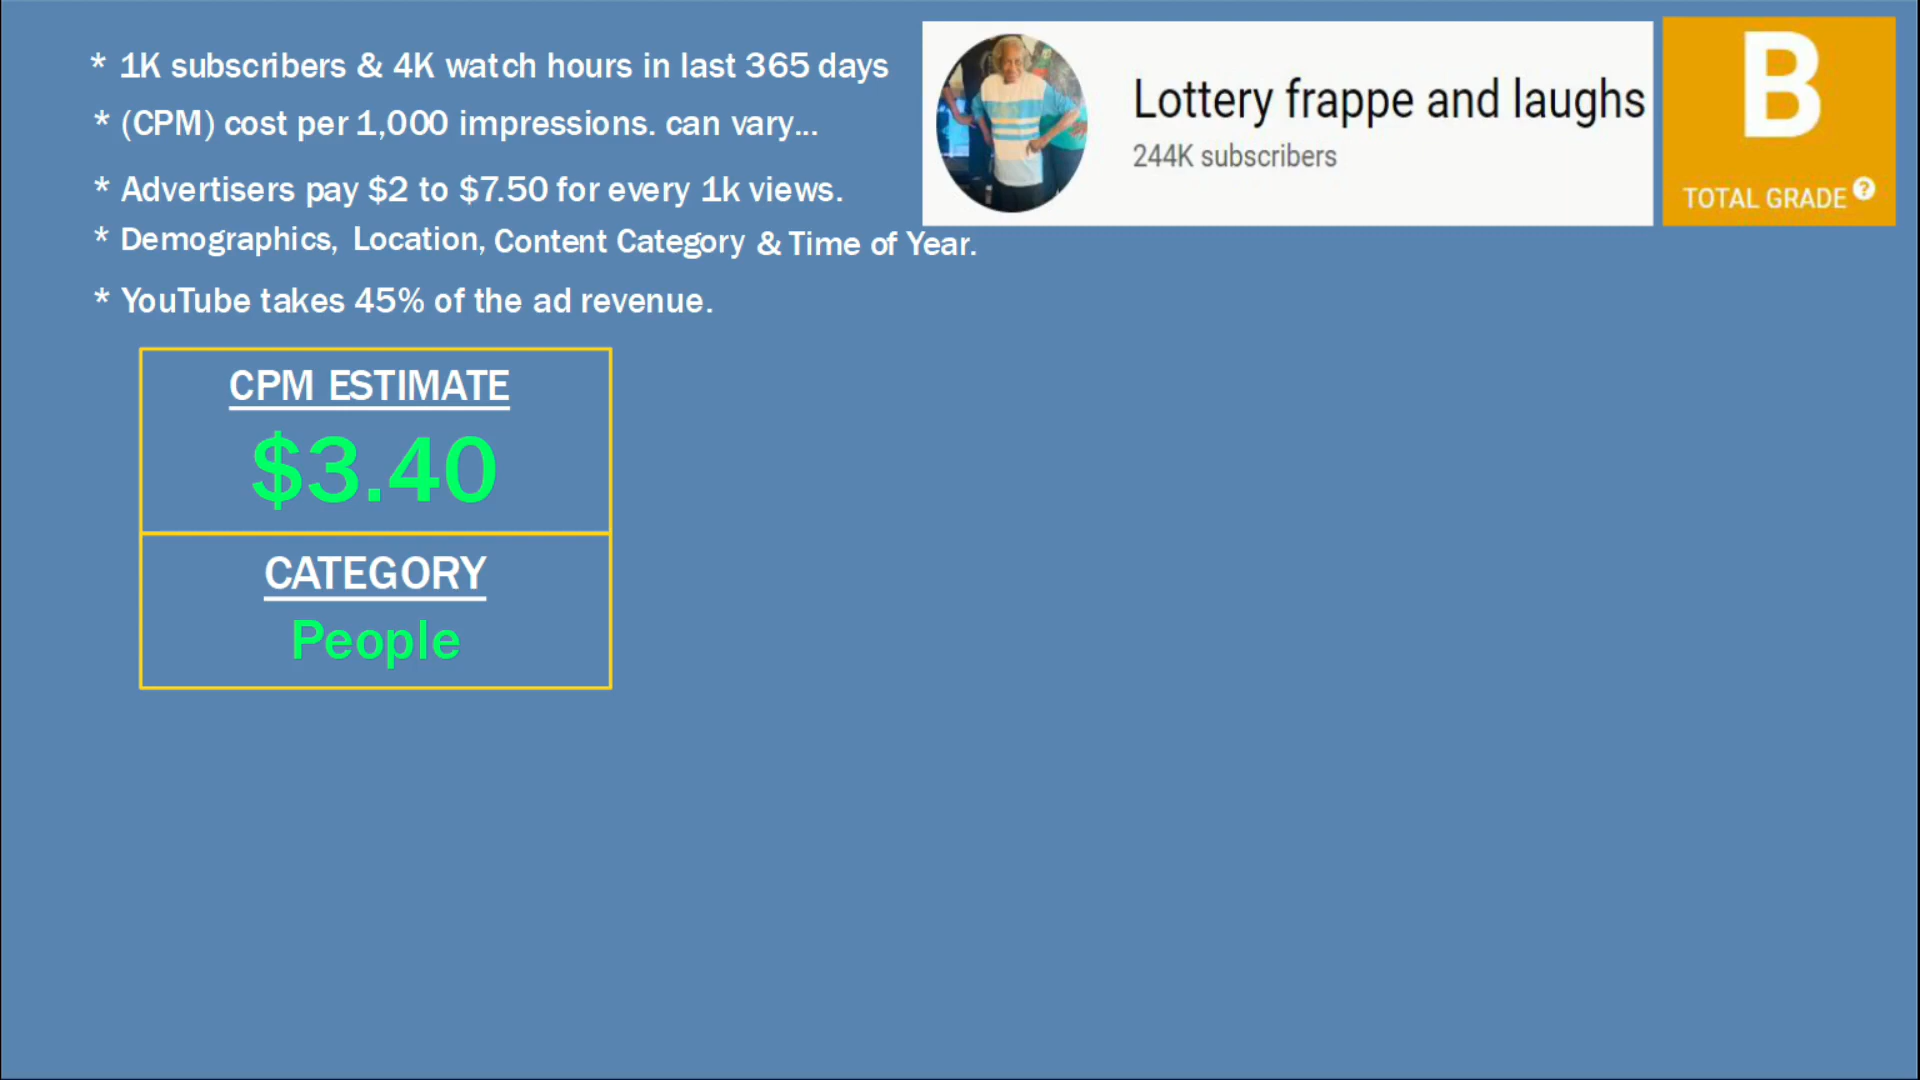 * 1K subscribers & 4K watch hours in last 365 days
* (CPM) cost per 1,000 impressions. can vary...
* Advertisers pay $2 to $7.50 for every 1k views.
* Demographics, Location, Content Category & Time of Year.
* YouTube takes 45% of the ad revenue.
Lottery frappe and laughs
244K subscribers
B
TOTAL GRADE ?
CPM ESTIMATE
$3.40
CATEGORY
People